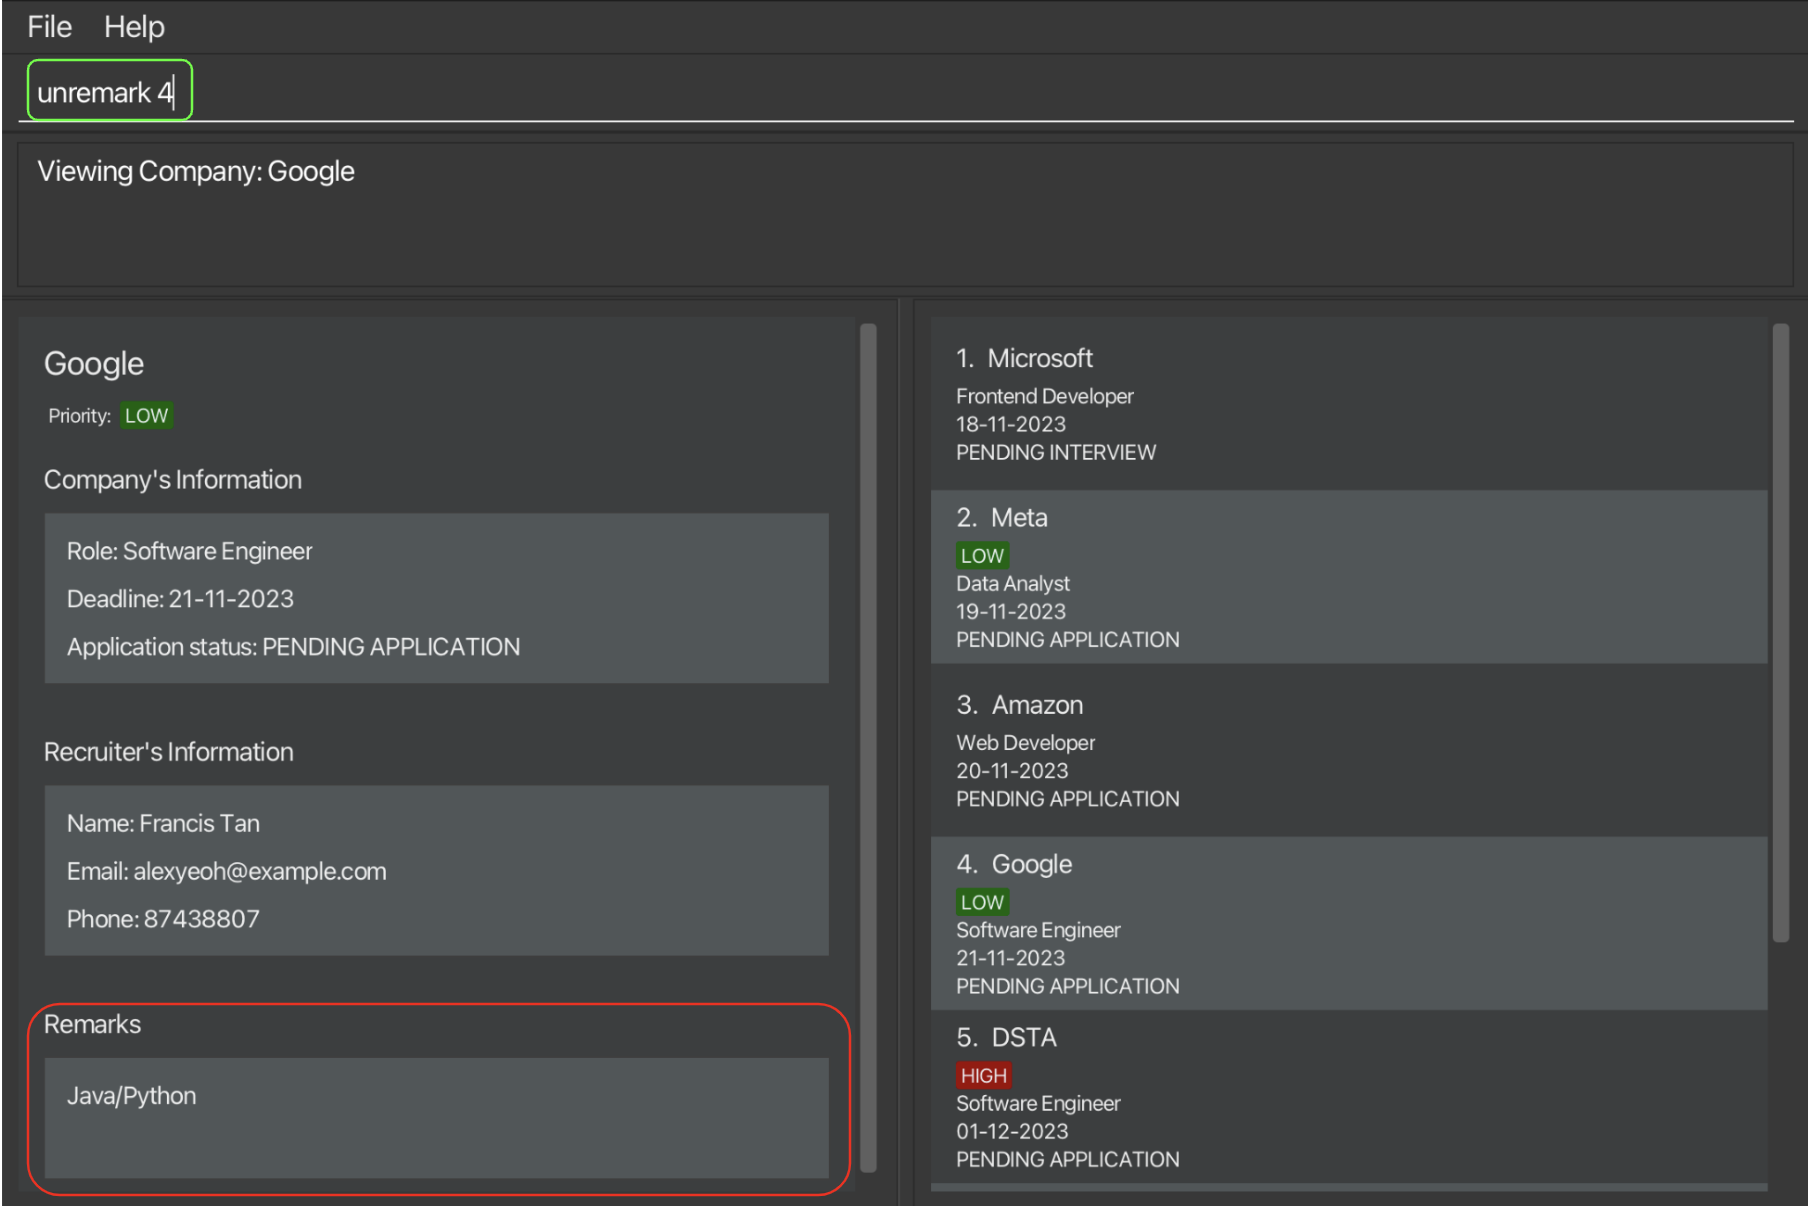 File Help
unremark 4
Viewing Company: Google
Google
Priority: LOW
Company's Information
Role: Software Engineer
Deadline: 21-11-2023
Application status: PENDING APPLICATION
Recruiter's Information
Name: Francis Tan
Email: alexyeoh@example.com
Phone: 87438807
Remarks
Java/Python
1. Microsoft
Frontend Developer
18-11-2023
PENDING INTERVIEW
2. Meta
LOW
Data Analyst
19-11-2023
PENDING APPLICATION
3. Amazon
Web Developer
20-11-2023
PENDING APPLICATION
4. Google
LOW
Software Engineer
21-11-2023
PENDING APPLICATION
5. DSTA
HIGH
Software Engineer
01-12-2023
PENDING APPLICATION